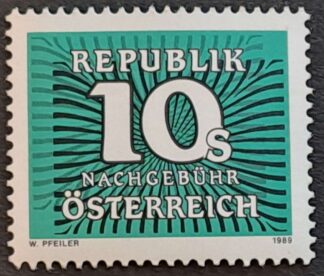 REPUBLIK
10S
NACHGEBÜHR
ÖSTERREICH
W. PFEILER 1989